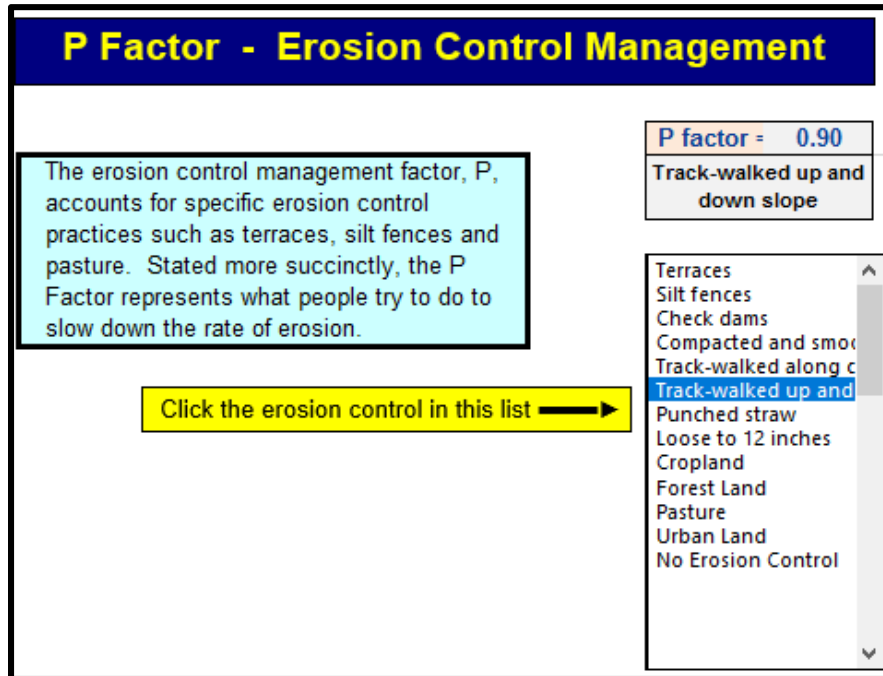 P Factor - Erosion Control Management
P factor = 0.90
Track-walked up and
down slope
The erosion control management factor, P,
accounts for specific erosion control
practices such as terraces, silt fences and
pasture. Stated more succinctly, the P
Factor represents what people try to do to
slow down the rate of erosion.
Click the erosion control in this list
Terraces
Silt fences
Check dams
Compacted and smoo
Track-walked along c
Track-walked up and
Punched straw
Loose to 12 inches
Cropland
Forest Land
Pasture
Urban Land
No Erosion Control